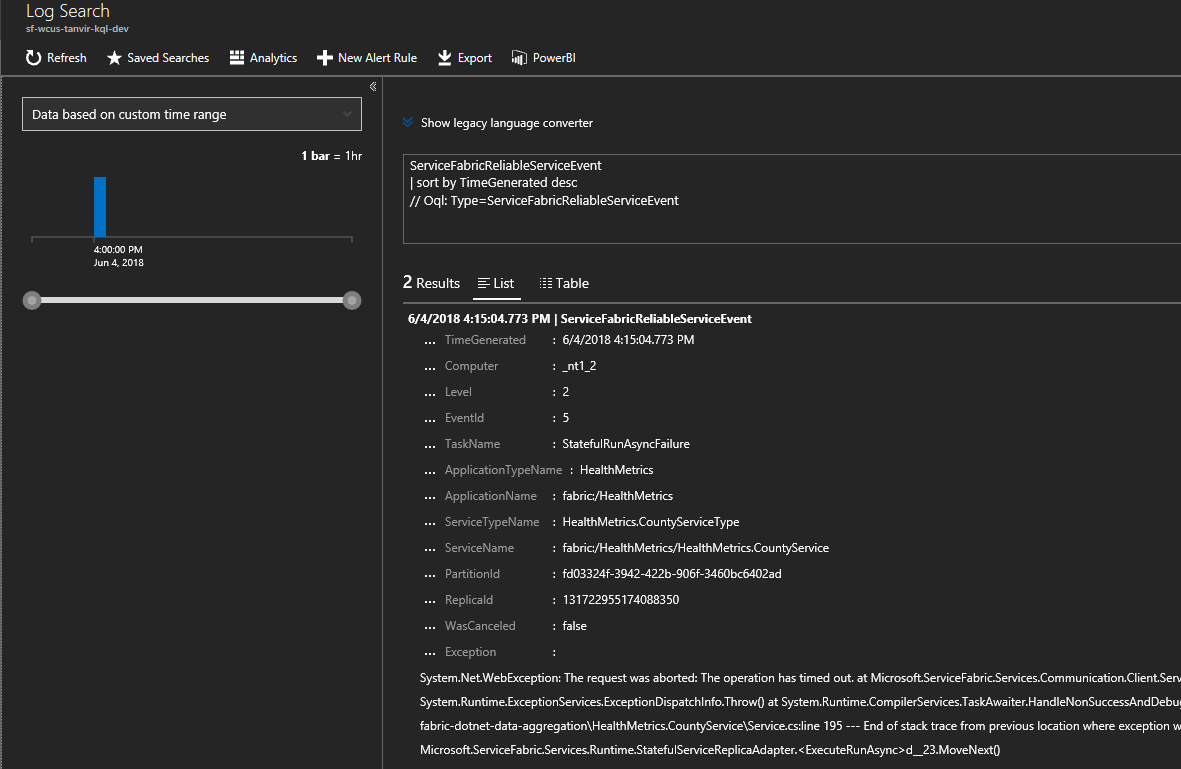 Log Search
sf-wcus-tanvir-kql-dev
Refresh Saved Searches Analytics New Alert Rule Export PowerBI
Data based on custom time range
1 bar = 1hr
4:00:00 PM
Jun 4, 2018
Show legacy language converter
ServiceFabricReliableServiceEvent
| sort by TimeGenerated desc
// Oql: Type=ServiceFabricReliableServiceEvent
2 Results List Table
6/4/2018 4:15:04.773 PM | ServiceFabricReliableServiceEvent
... TimeGenerated : 6/4/2018 4:15:04.773 PM
... Computer : _nt1_2
... Level : 2
... EventId : 5
... TaskName : StatefulRunAsyncFailure
... ApplicationTypeName : HealthMetrics
... ApplicationName : fabric:/HealthMetrics
... ServiceTypeName : HealthMetrics.CountyServiceType
... ServiceName : fabric:/HealthMetrics/HealthMetrics.CountyService
... PartitionId : fd03324f-3942-422b-906f-3460bc6402ad
... ReplicaId : 131722955174088350
... WasCanceled : false
... Exception :
System.Net.WebException: The request was aborted: The operation has timed out. at Microsoft.ServiceFabric.Services.Communication.Client.Serv
System.Runtime.ExceptionServices.ExceptionDispatchInfo.Throw() at System.Runtime.CompilerServices.TaskAwaiter.HandleNonSuccessAndDebug
fabric-dotnet-data-aggregation\HealthMetrics.CountyService\Service.cs:line 195 --- End of stack trace from previous location where exception w
Microsoft.ServiceFabric.Services.Runtime.StatefulServiceReplicaAdapter.<ExecuteRunAsync>d__23.MoveNext()